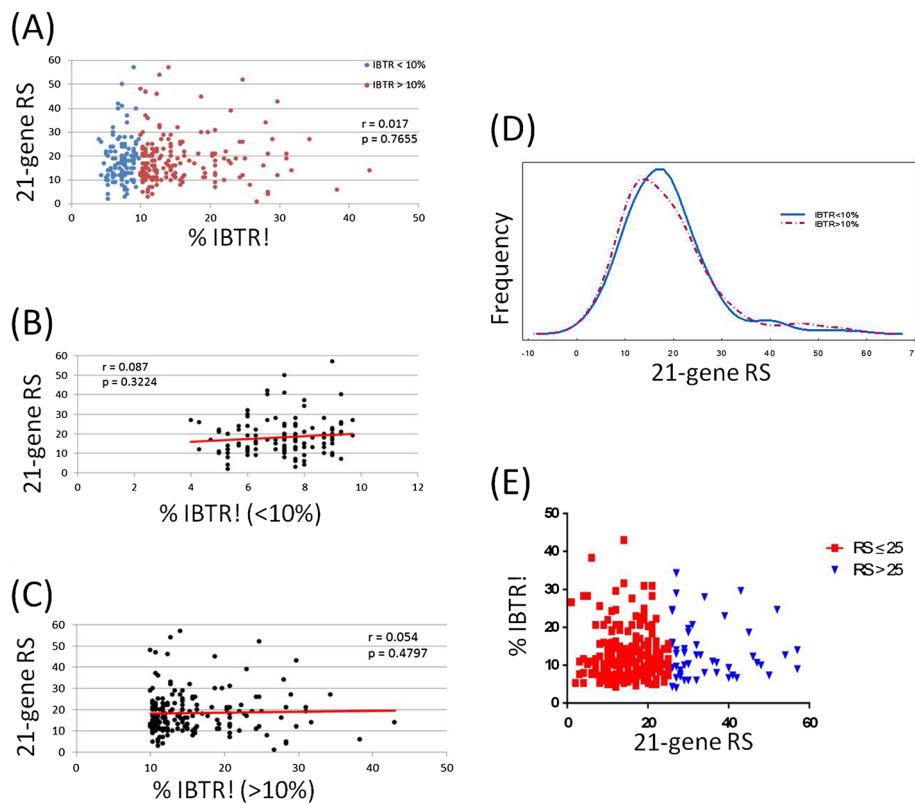 (A)
21-gene RS
60
50
40
30
20
10
0
0 10 20 30 40 50
IBTR < 10%
IBTR > 10%
r = 0.017
p = 0.7655
% IBTR!
(B)
21-gene RS
60
50
40
30
20
10
0
0 2 4 6 8 10 12
r = 0.087
p = 0.3224
% IBTR! (<10%)
(C)
21-gene RS
60
50
40
30
20
10
0
0 10 20 30 40 50
r = 0.054
p = 0.4797
% IBTR! (>10%)
(D)
Frequency
IBTR<10%
IBTR>10%
-10 0 10 20 30 40 50 60 7
21-gene RS
(E)
% IBTR!
50
40
30
20
10
0
0 20 40 60
RS ≤ 25
RS > 25
21-gene RS